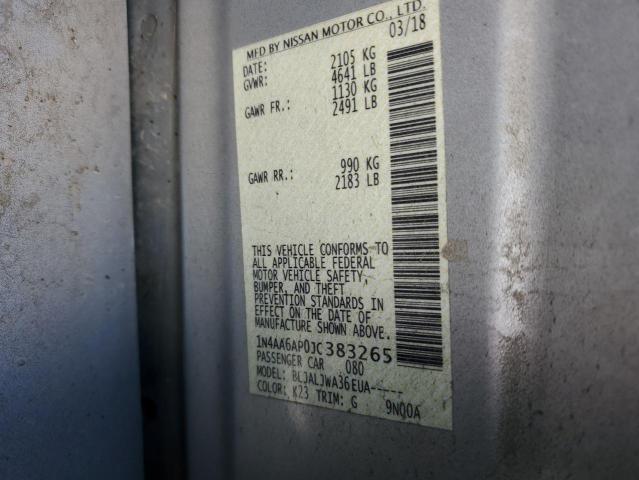 MFD BY NISSAN MOTOR CO., LTD.
DATE: 03/18
GVWR: 2105 KG
4641 LB
GAWR FR.: 1130 KG
2491 LB
GAWR RR.: 990 KG
2183 LB
THIS VEHICLE CONFORMS TO
ALL APPLICABLE FEDERAL
MOTOR VEHICLE SAFETY,
BUMPER, AND THEFT
PREVENTION STANDARDS IN
EFFECT ON THE DATE OF
MANUFACTURE SHOWN ABOVE.
1N4AA6AP0JC383265
PASSENGER CAR 080
MODEL: BLJALJWA36EUA-----
COLOR: K23 TRIM: G 9N00A